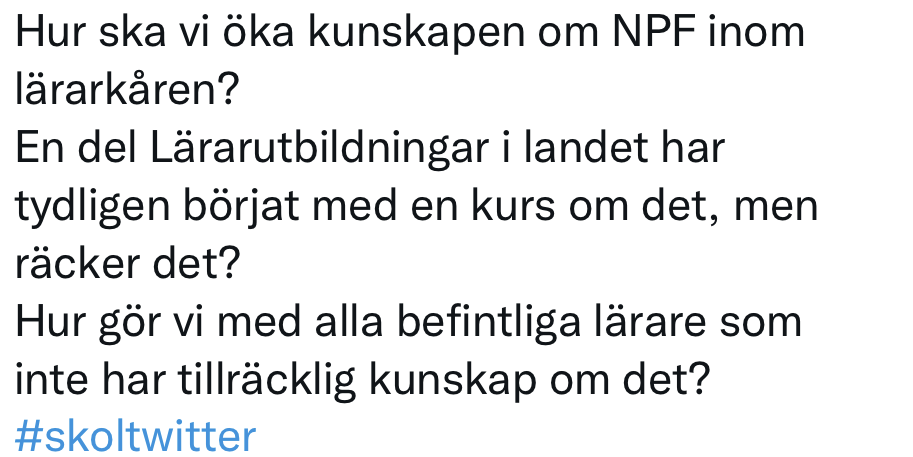 Hur ska vi öka kunskapen om NPF inom
lärarkåren?
En del Lärarutbildningar i landet har
tydligen börjat med en kurs om det, men
räcker det?
Hur gör vi med alla befintliga lärare som
inte har tillräcklig kunskap om det?
#skoltwitter